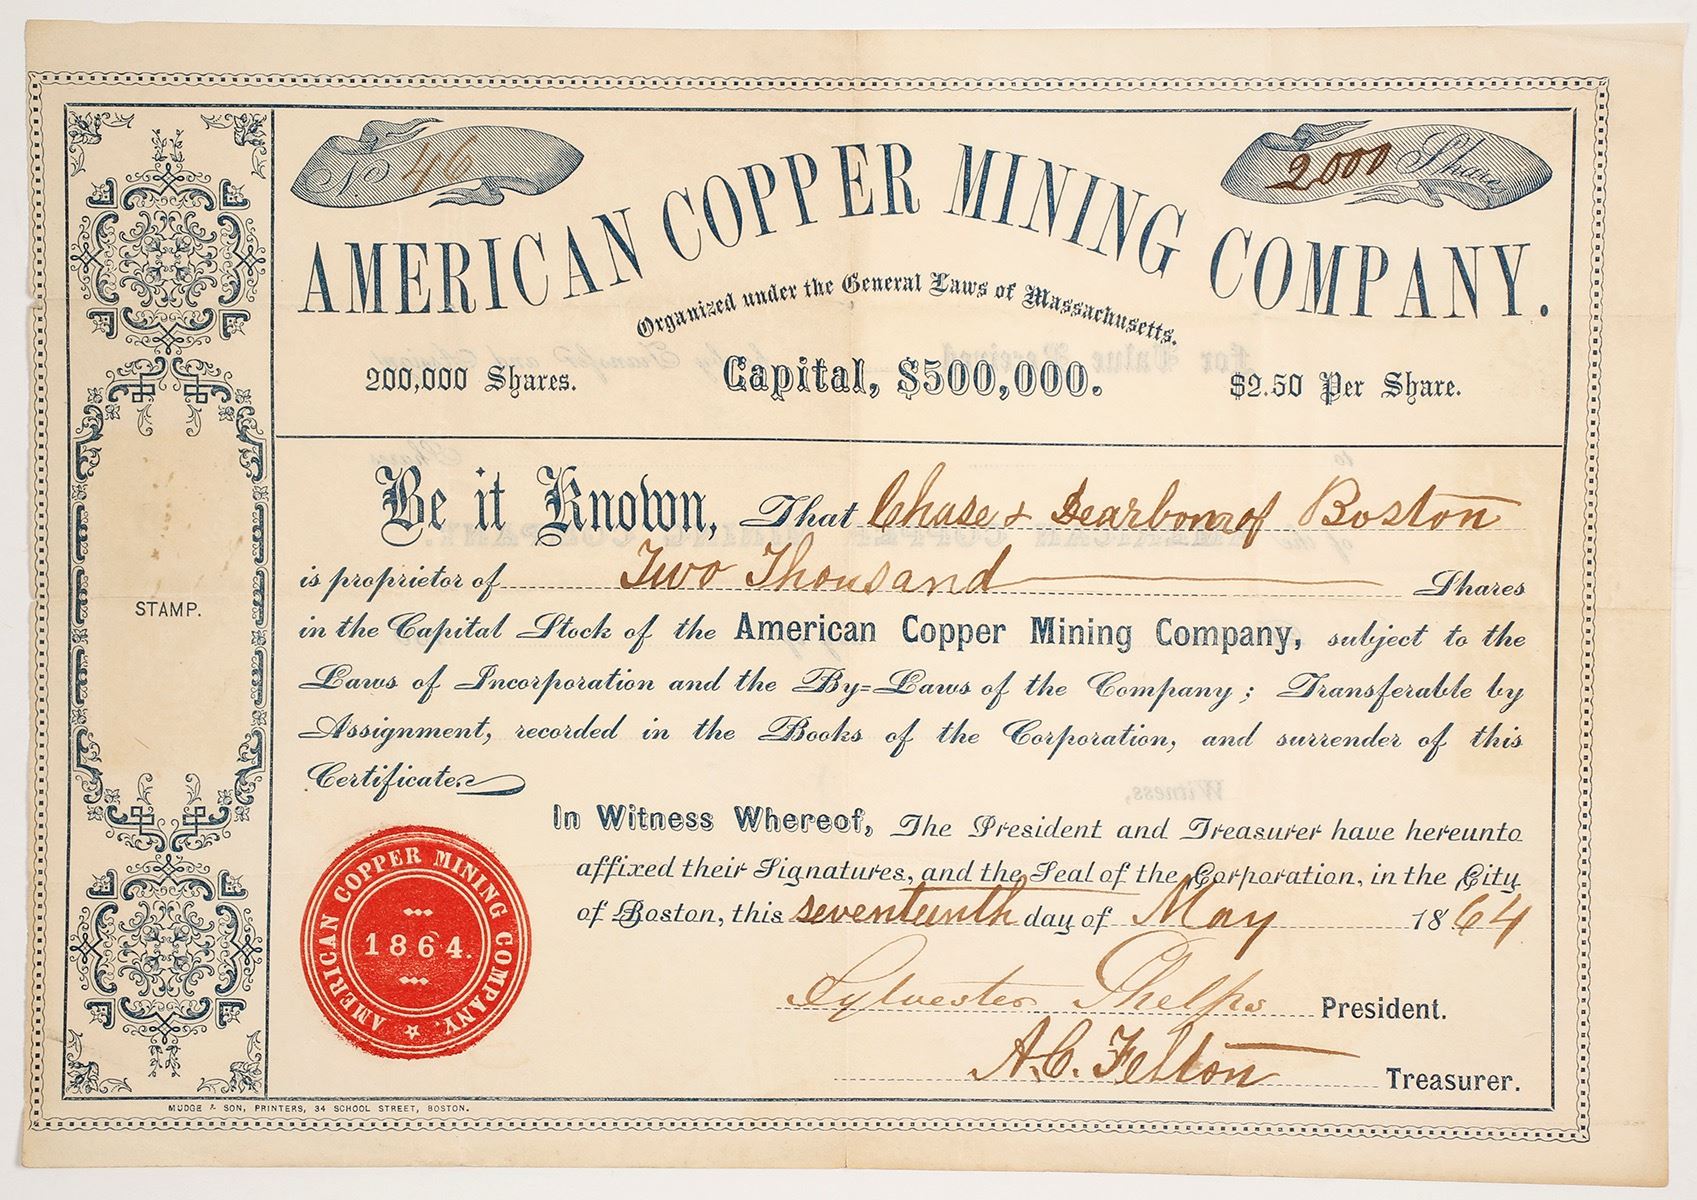 No 46
2000 Shares
AMERICAN COPPER MINING COMPANY.
Organized under the General Laws of Massachusetts.
200,000 Shares. Capital, $500,000. $2.50 Per Share.
Be it Known, That Chase & Dearborn of Boston
is proprietor of Two Thousand Shares
in the Capital Stock of the American Copper Mining Company, subject to the
Laws of Incorporation and the By=Laws of the Company; Transferable by
Assignment, recorded in the Books of the Corporation, and surrender of this
Certificate.
In Witness Whereof, The President and Treasurer have hereunto
affixed their Signatures, and the Seal of the Corporation, in the City
of Boston, this seventeenth day of May 1864
Sylvester Phelps President.
A.C. Felton Treasurer.
STAMP.
AMERICAN COPPER MINING COMPANY.
1864.
MUDGE & SON, PRINTERS, 34 SCHOOL STREET, BOSTON.